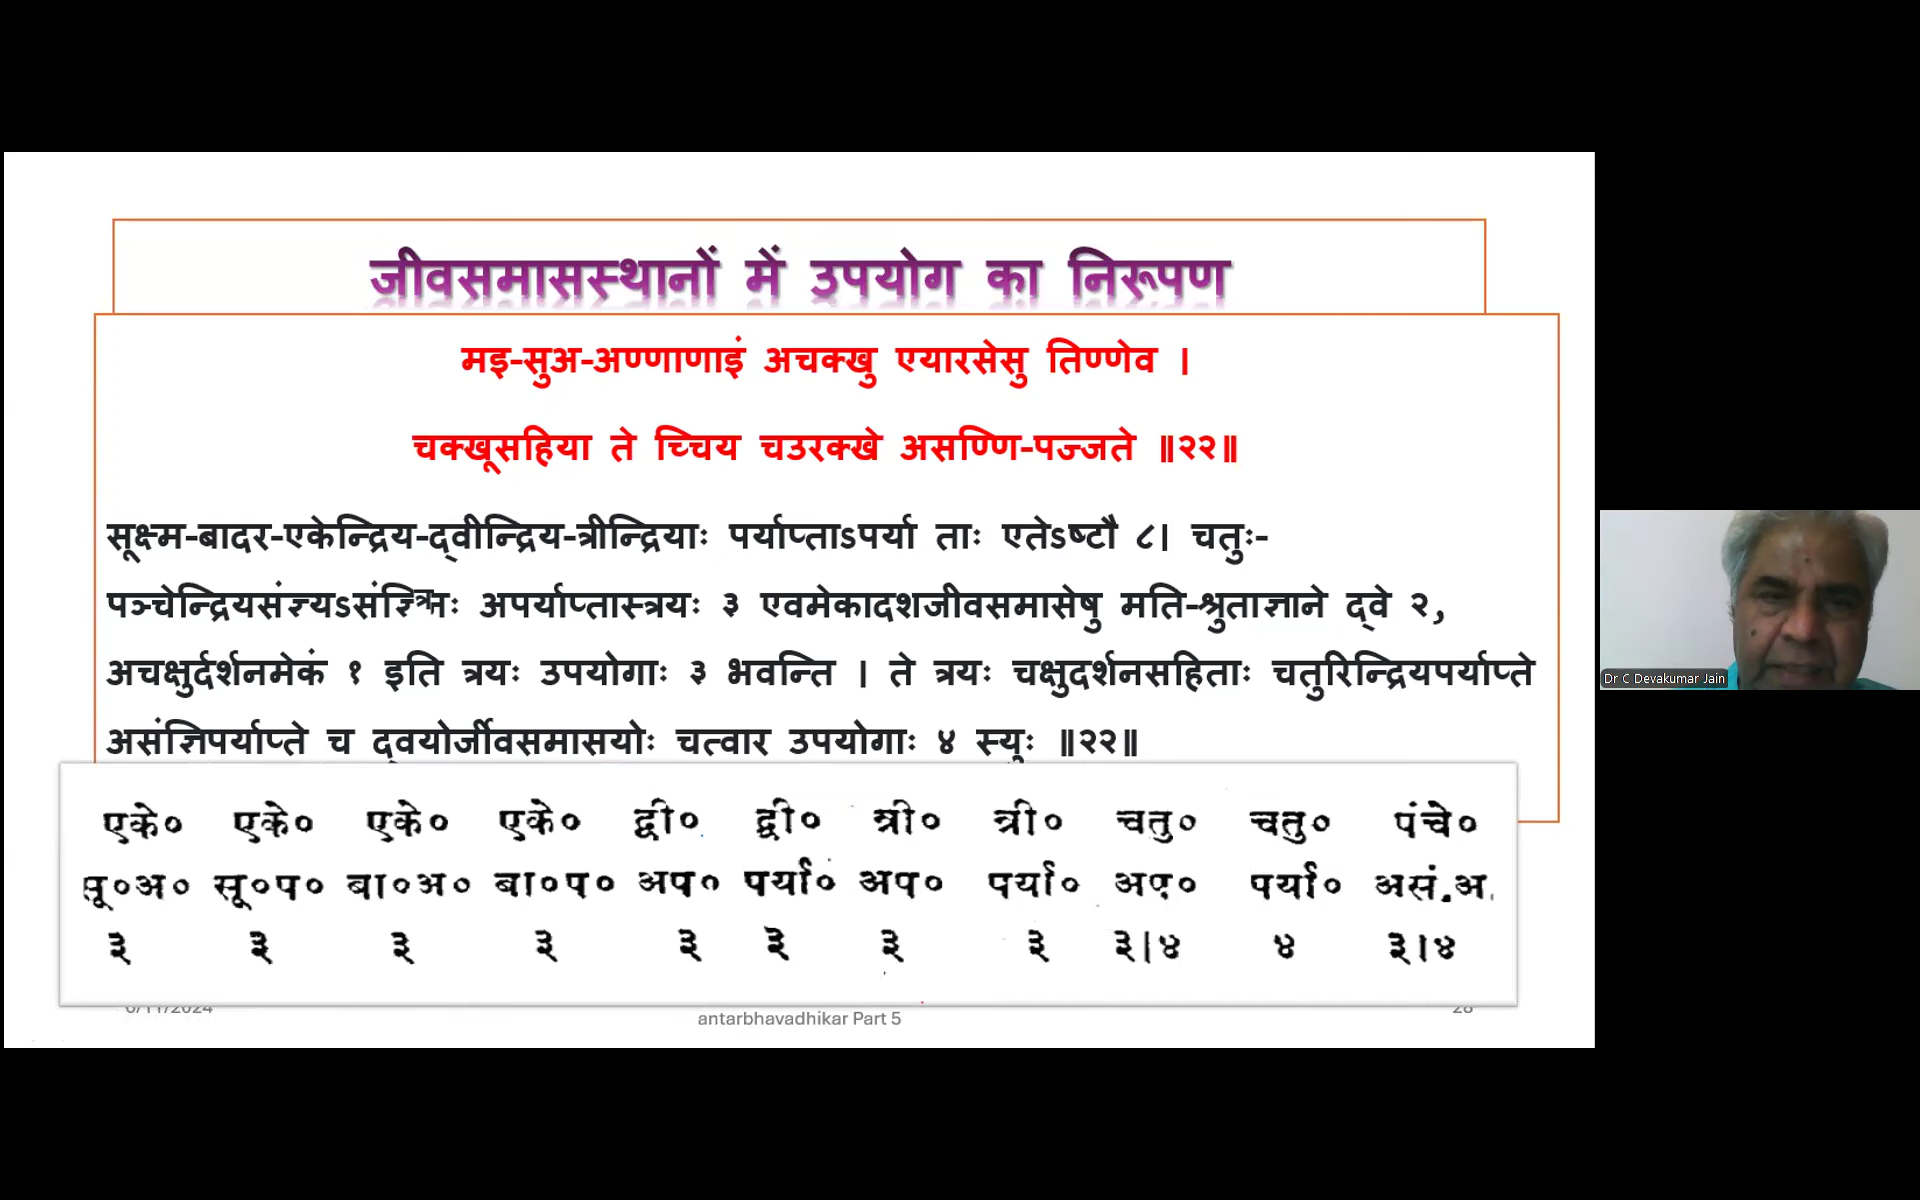 जीवसमासस्थानों में उपयोग का निरूपण
मइ-सुअ-अण्णाणाइं अचक्खु एयारसेसु तिण्णेव ।
चक्खूसहिया ते च्चिय चउरक्खे असण्णि-पज्जते ॥२२॥
सूक्ष्म-बादर-एकेन्द्रिय-द्वीन्द्रिय-त्रीन्द्रियाः पर्याप्ताऽपर्या ताः एतेऽष्टौ ८। चतुः-
पञ्चेन्द्रियसंज्ञ्यऽसंज्ञिनः अपर्याप्तास्त्रयः ३ एवमेकादशजीवसमासेषु मति-श्रुताज्ञाने द्वे २,
अचक्षुर्दर्शनमेकं १ इति त्रयः उपयोगाः ३ भवन्ति । ते त्रयः चक्षुदर्शनसहिताः चतुरिन्द्रियपर्याप्ते
असंज्ञिपर्याप्ते च द्वयोर्जीवसमासयोः चत्वार उपयोगाः ४ स्युः ॥२२॥
एके० एके० एके० एके० द्वी० द्वी० त्री० त्री० चतु० चतु० पंचे०
सू०अ० सू०प० बा०अ० बा०प० अप० पर्या० अप० पर्या० अप० पर्या० असं.अ.
३ ३ ३ ३ ३ ३ ३ ३ ३|४ ४ ३|४
6/11/2024
antarbhavadhikar Part 5
28
Dr C Devakumar Jain